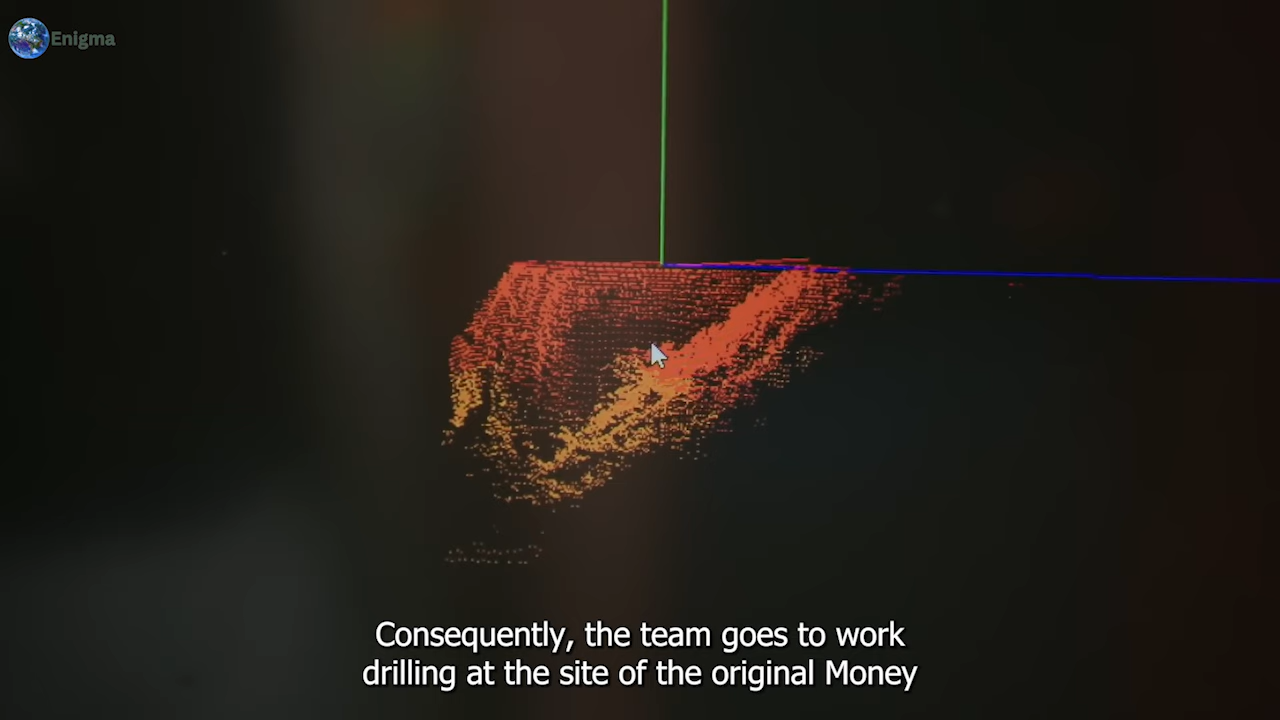 Enigma
Consequently, the team goes to work
drilling at the site of the original Money